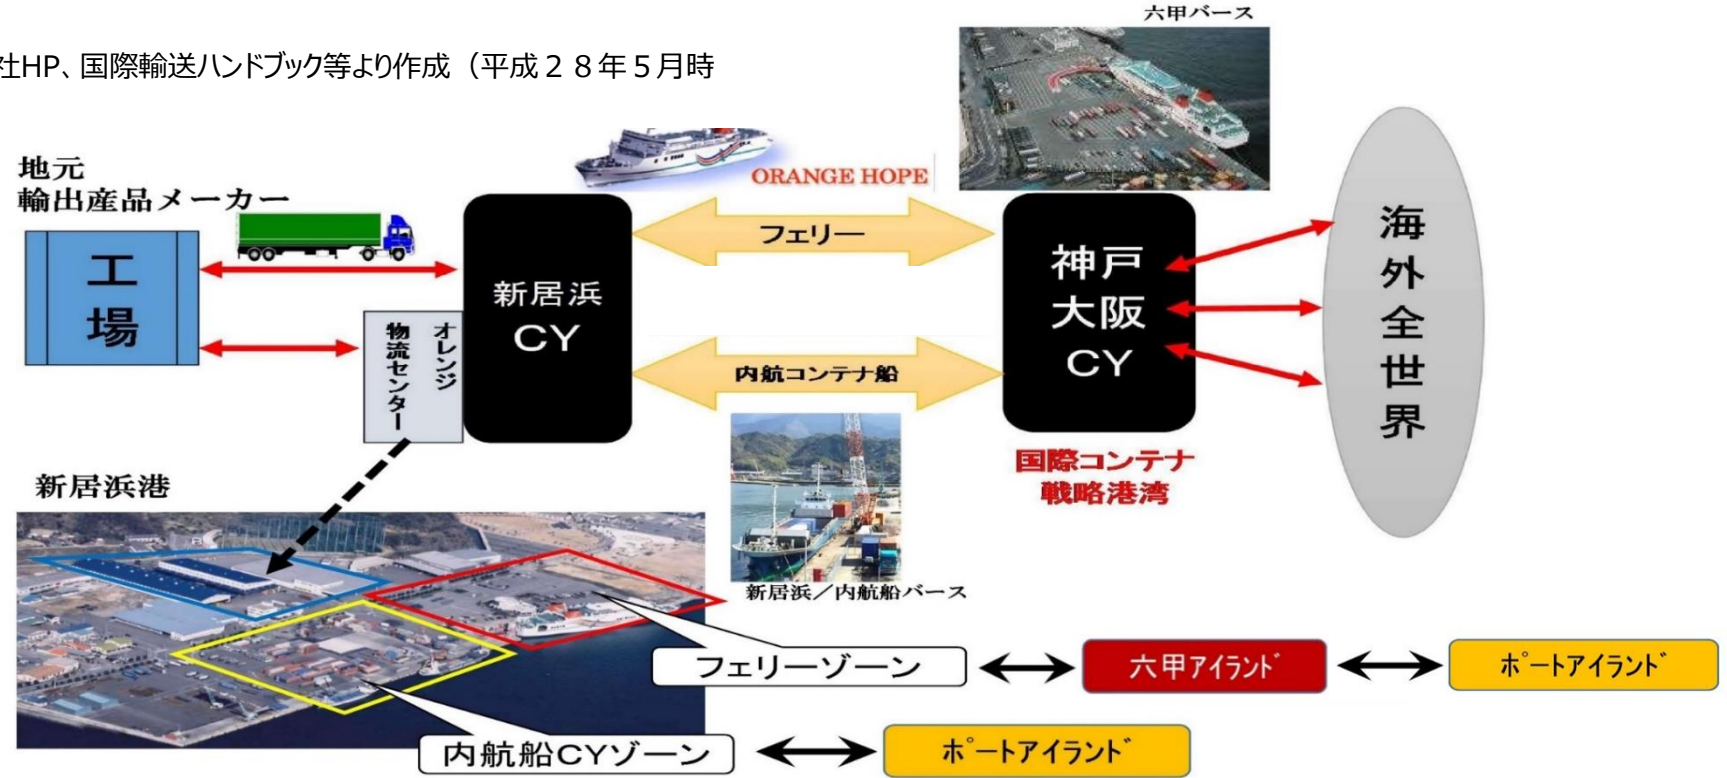 六甲バース
社HP、国際輸送ハンドブック等より作成（平成２８年５月時
地元
輸出産品メーカー
工場
オレンジ
物流センター
新居浜
CY
ORANGE HOPE
フェリー
内航コンテナ船
神戸
大阪
CY
国際コンテナ
戦略港湾
海外全世界
新居浜港
新居浜／内航船バース
フェリーゾーン
六甲アイランド
ポートアイランド
内航船CYゾーン
ポートアイランド